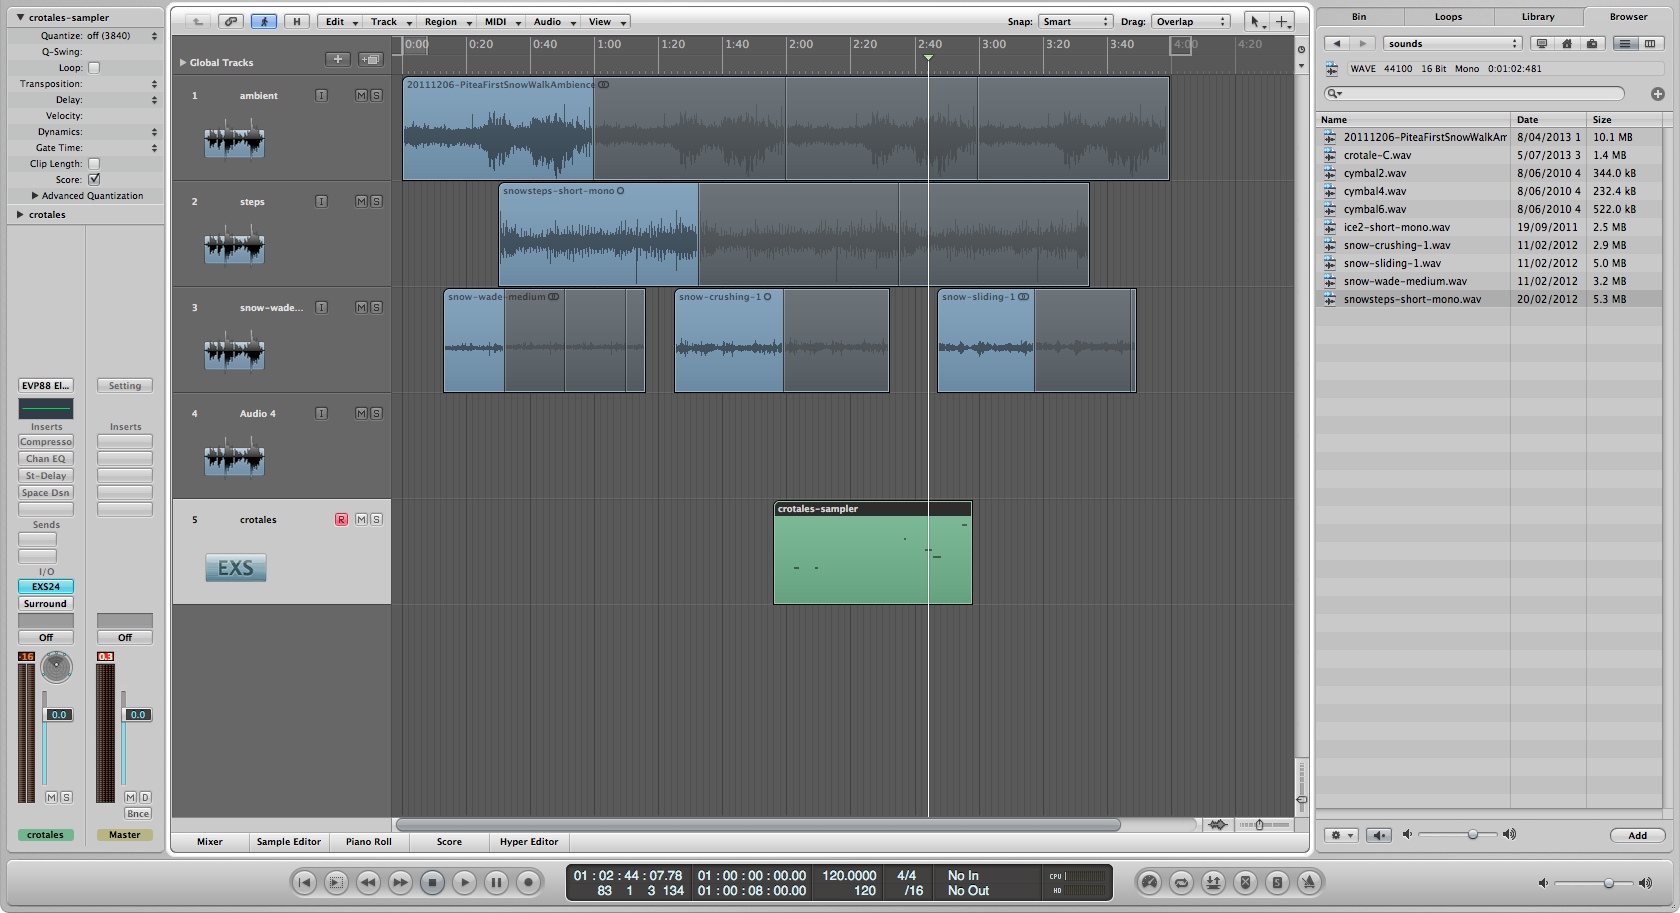 crotales-sampler
Quantize: off (3840)
Q-Swing:
Loop:
Transposition:
Delay:
Velocity:
Dynamics:
Gate Time:
Clip Length:
Score:
Advanced Quantization
crotales
EVP88 El...
Setting
Inserts
Inserts
Compresso
Chan EQ
St-Delay
Space Dsn
Sends
I/O
EXS24
Surround
Off
Off
-16
0.3
0.0
0.0
M S
M D
Bnce
crotales
Master
H
Edit
Track
Region
MIDI
Audio
View
Snap: Smart
Drag: Overlap
Global Tracks
0:00 0:20 0:40 1:00 1:20 1:40 2:00 2:20 2:40 3:00 3:20 3:40 4:00 4:20
1 ambient I M S
20111206-PiteaFirstSnowWalkAmbience
2 steps I M S
snowsteps-short-mono
3 snow-wade... I M S
snow-wade-medium
snow-crushing-1
snow-sliding-1
4 Audio 4 I M S
5 crotales R M S
EXS
crotales-sampler
Mixer
Sample Editor
Piano Roll
Score
Hyper Editor
Bin
Loops
Library
Browser
sounds
WAVE 44100 16 Bit Mono 0:01:02:481
Name Date Size
20111206-PiteaFirstSnowWalkAm 8/04/2013 1 10.1 MB
crotale-C.wav 5/07/2013 3 1.4 MB
cymbal2.wav 8/06/2010 4 344.0 kB
cymbal4.wav 8/06/2010 4 232.4 kB
cymbal6.wav 8/06/2010 4 522.0 kB
ice2-short-mono.wav 19/09/2011 2.5 MB
snow-crushing-1.wav 11/02/2012 2.9 MB
snow-sliding-1.wav 11/02/2012 5.0 MB
snow-wade-medium.wav 11/02/2012 3.2 MB
snowsteps-short-mono.wav 20/02/2012 5.3 MB
Add
01 : 02 : 44 : 07.78 01 : 00 : 00 : 00.00 120.0000 4/4 No In CPU
83 1 3 134 01 : 00 : 08 : 00.00 120 /16 No Out HD
S